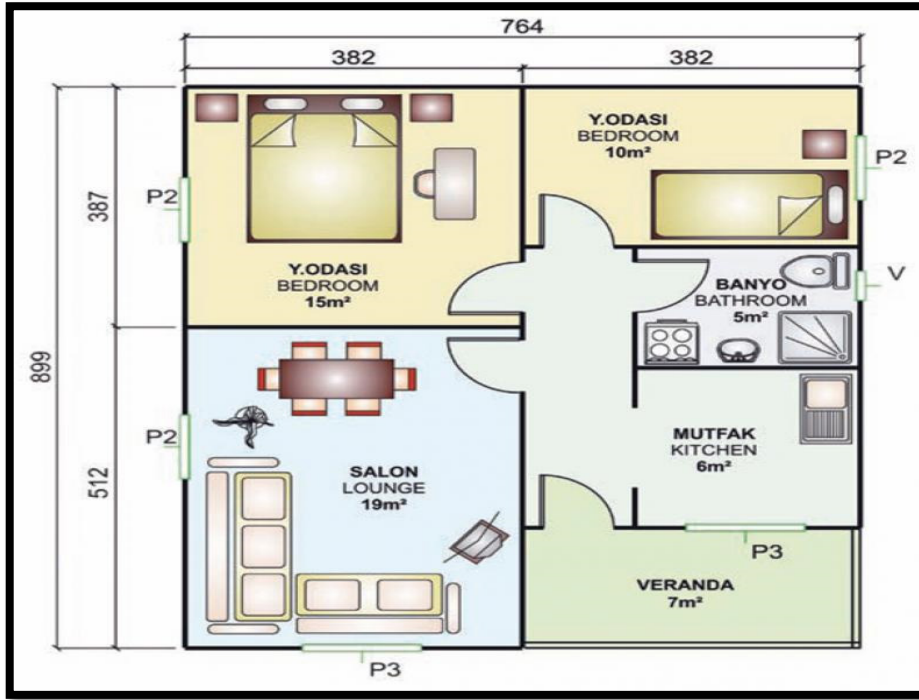 764
382
382
Y.ODASI
BEDROOM
10m²
P2
387
P2
Y.ODASI
BEDROOM
15m²
BANYO
BATHROOM
5m²
V
899
P2
512
SALON
LOUNGE
19m²
MUTFAK
KITCHEN
6m²
P3
VERANDA
7m²
P3